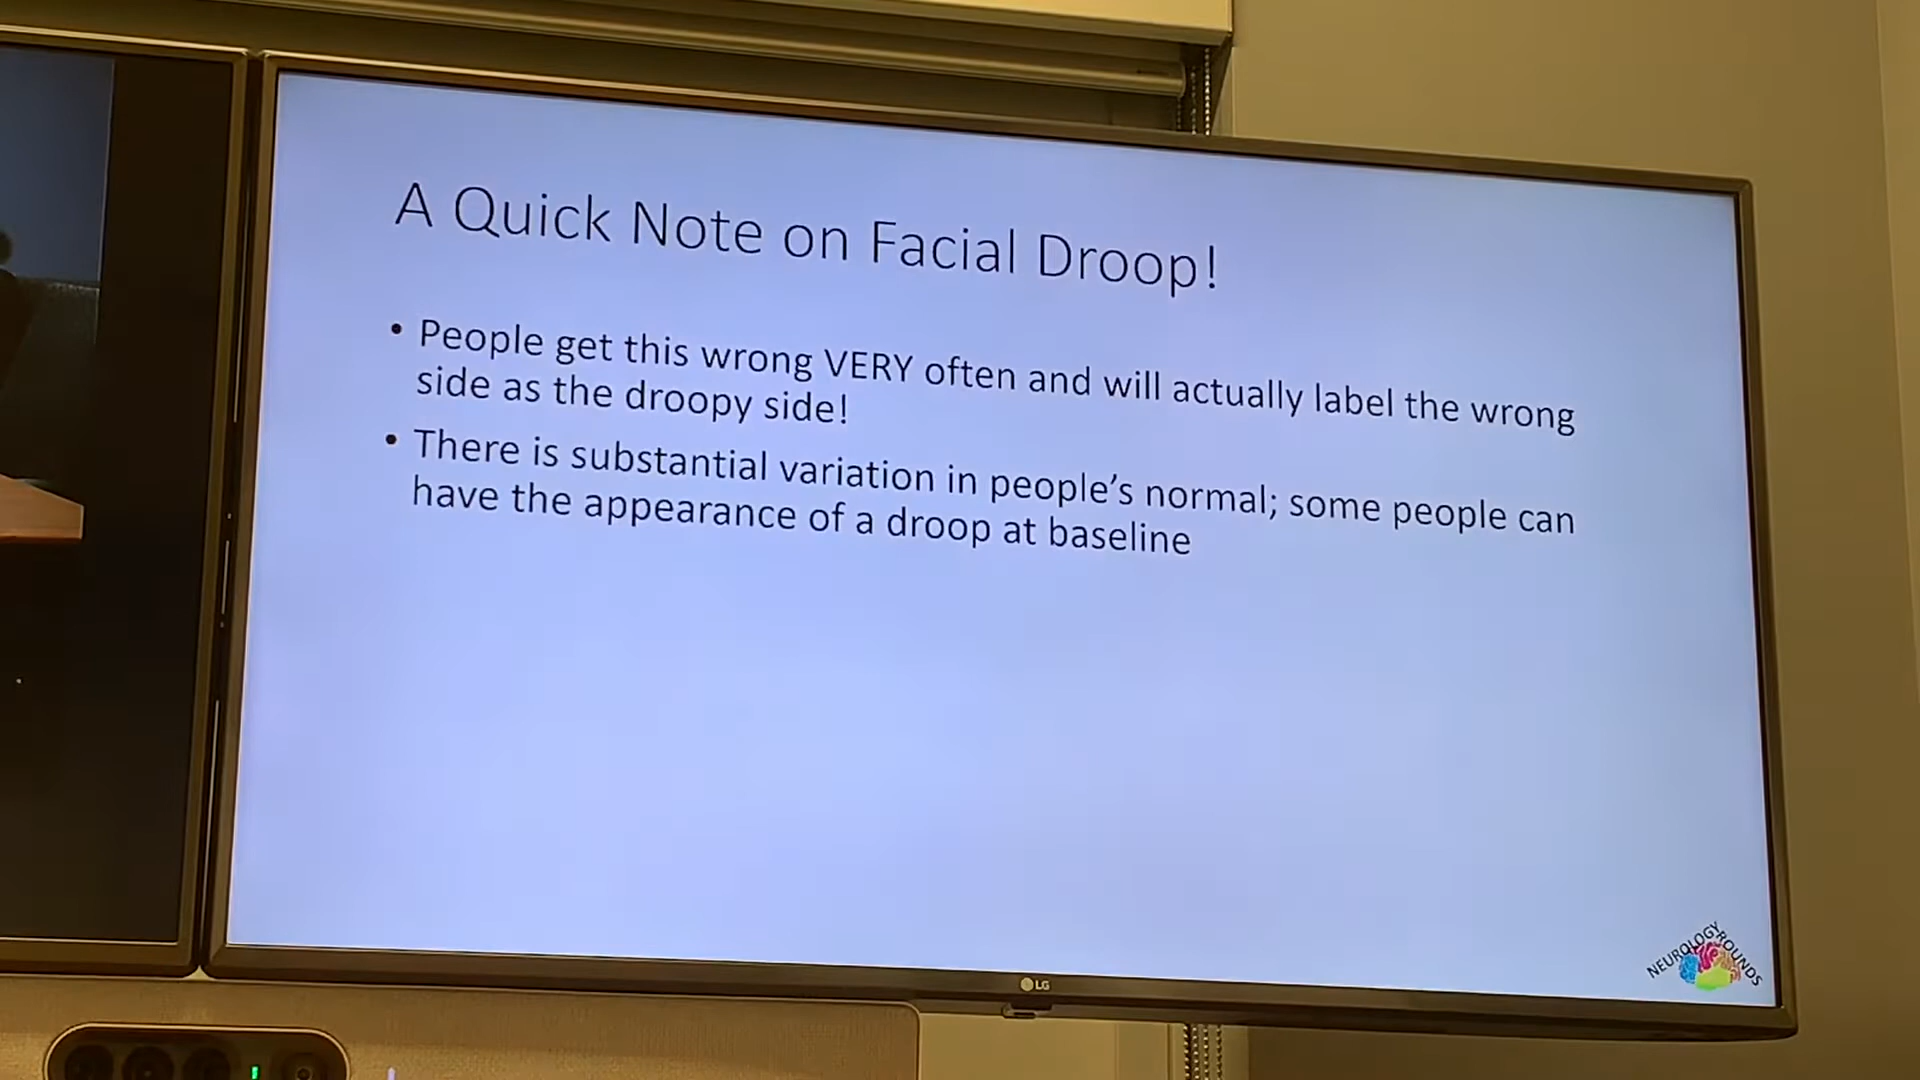 A Quick Note on Facial Droop!
• People get this wrong VERY often and will actually label the wrong
side as the droopy side!
• There is substantial variation in people's normal; some people can
have the appearance of a droop at baseline
NEUROLOGY ROUNDS
LG